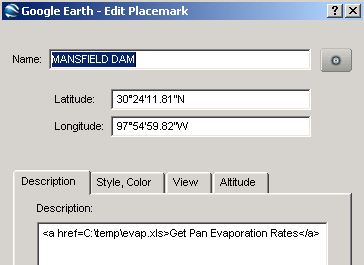 Google Earth - Edit Placemark
Name: MANSFIELD DAM
Latitude: 30°24'11.81"N
Longitude: 97°54'59.82"W
Description Style, Color View Altitude
Description:
<a href=C:\temp\evap.xls>Get Pan Evaporation Rates</a>